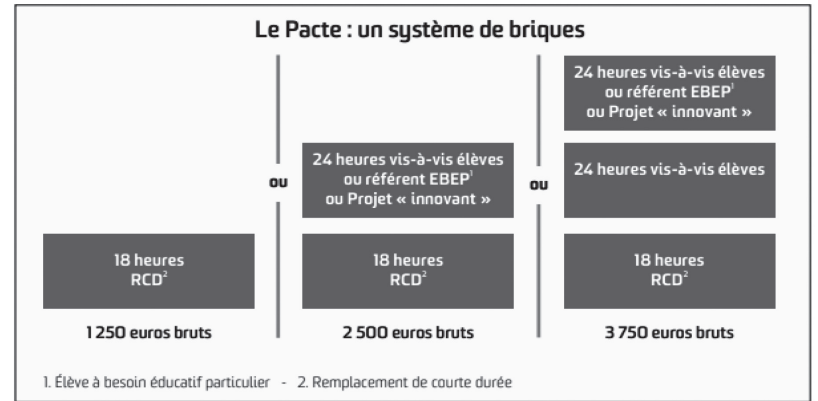 Le Pacte : un système de briques
18 heures
RCD²
1 250 euros bruts
ou
24 heures vis-à-vis élèves
ou référent EBEP¹
ou Projet « innovant »
18 heures
RCD²
2 500 euros bruts
ou
24 heures vis-à-vis élèves
ou référent EBEP¹
ou Projet « innovant »
24 heures vis-à-vis élèves
18 heures
RCD²
3 750 euros bruts
1. Élève à besoin éducatif particulier - 2. Remplacement de courte durée